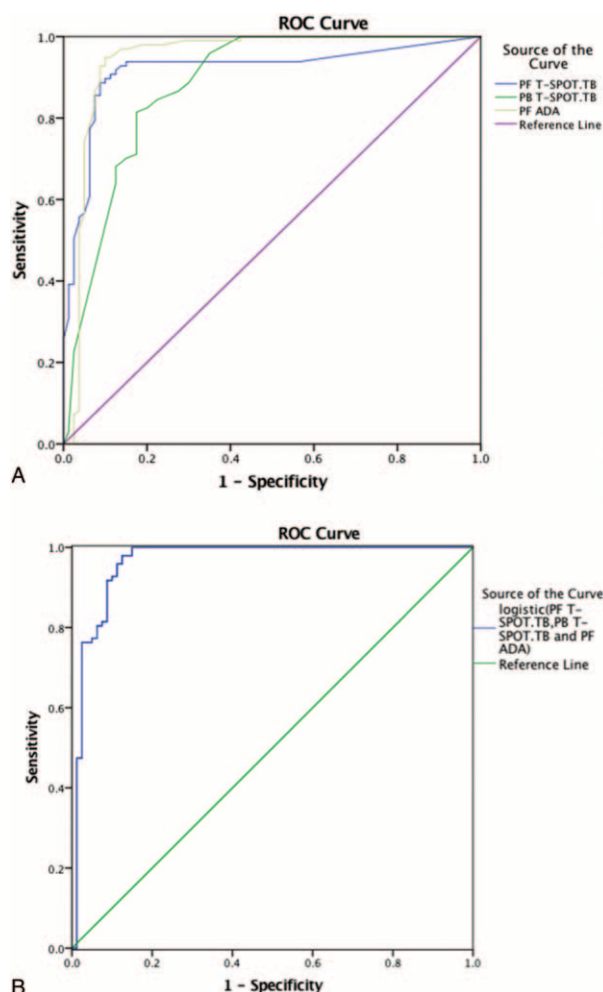 ROC Curve
Source of the
Curve
PF T-SPOT.TB
PB T-SPOT.TB
PF ADA
Reference Line
Sensitivity
1.0
0.8
0.6
0.4
0.2
0.0
0.0 0.2 0.4 0.6 0.8 1.0
1 - Specificity
A
ROC Curve
Source of the Curve
logistic(PF T-
SPOT.TB,PB T-
SPOT.TB and PF
ADA)
Reference Line
Sensitivity
1.0
0.8
0.6
0.4
0.2
0.0
0.0 0.2 0.4 0.6 0.8 1.0
1 - Specificity
B